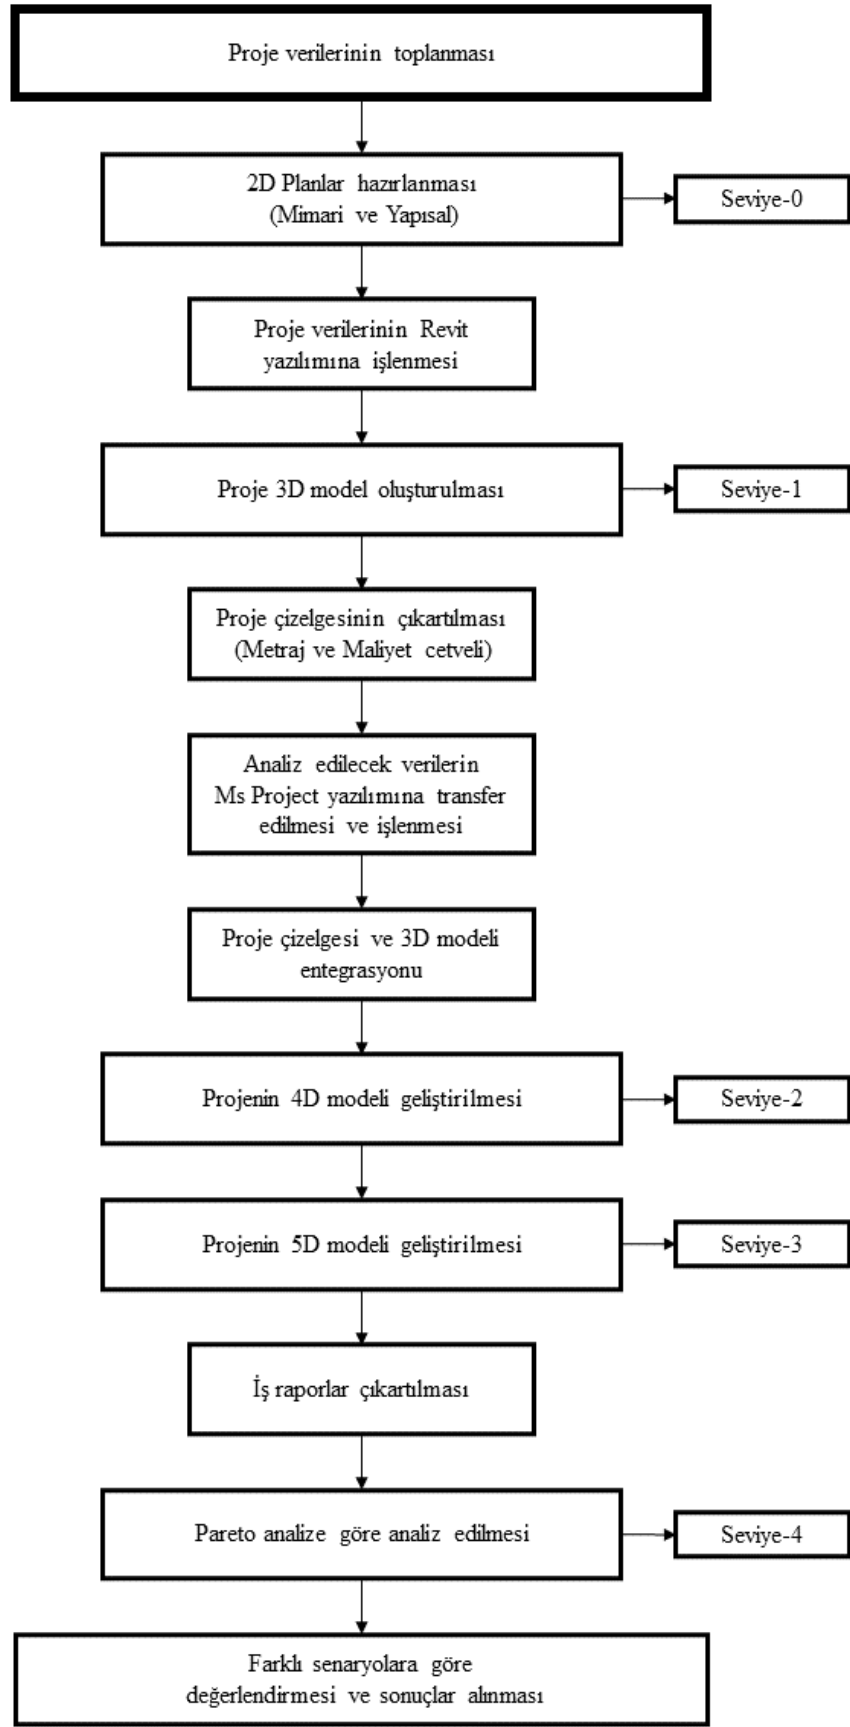 Proje verilerinin toplanması
2D Planlar hazırlanması
(Mimari ve Yapısal)
Seviye-0
Proje verilerinin Revit
yazılımına işlenmesi
Proje 3D model oluşturulması
Seviye-1
Proje çizelgesinin çıkartılması
(Metraj ve Maliyet cetveli)
Analiz edilecek verilerin
Ms Project yazılımına transfer
edilmesi ve işlenmesi
Proje çizelgesi ve 3D modeli
entegrasyonu
Projenin 4D modeli geliştirilmesi
Seviye-2
Projenin 5D modeli geliştirilmesi
Seviye-3
İş raporlar çıkartılması
Pareto analize göre analiz edilmesi
Seviye-4
Farklı senaryolara göre
değerlendirmesi ve sonuçlar alınması